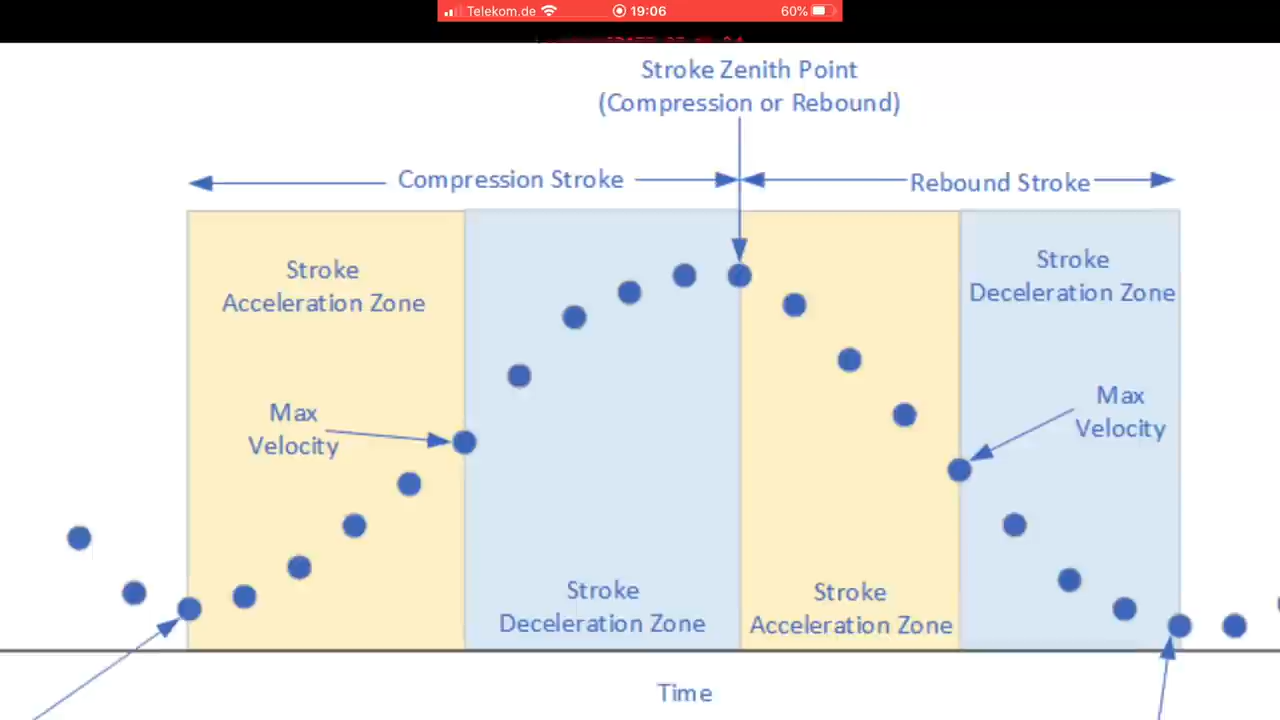 Telekom.de 19:06 60%
Stroke Zenith Point
(Compression or Rebound)
Compression Stroke
Rebound Stroke
Stroke
Acceleration Zone
Stroke
Deceleration Zone
Max
Velocity
Max
Velocity
Stroke
Deceleration Zone
Stroke
Acceleration Zone
Time